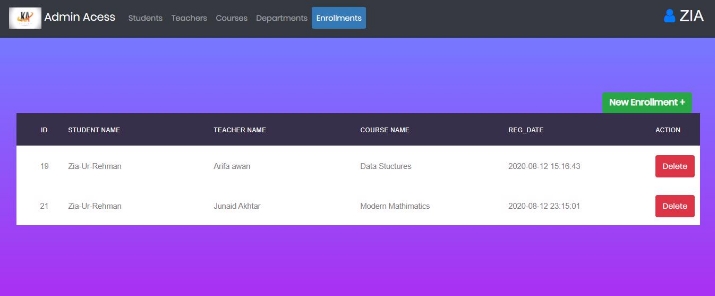 KA Admin Acess Students Teachers Courses Departments Enrollments ZIA
New Enrollment +
ID STUDENT NAME TEACHER NAME COURSE NAME REG_DATE ACTION
19 Zia-Ur-Rehman Arifa awan Data Stuctures 2020-08-12 15:16:43 Delete
21 Zia-Ur-Rehman Junaid Akhtar Modern Mathimatics 2020-08-12 23:15:01 Delete